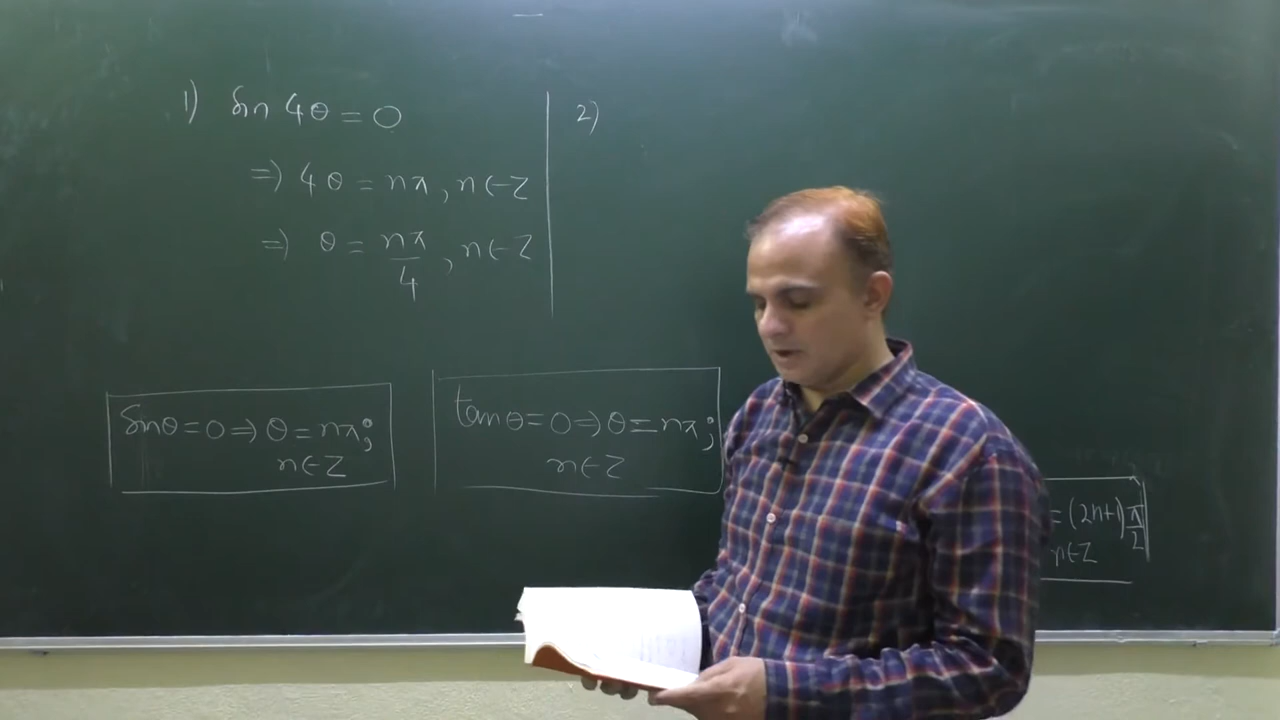 1) sin 4θ = 0
⇒ 4θ = nπ, n∈Z
⇒ θ = nπ/4, n∈Z
2)
sinθ = 0 ⇒ θ = nπ;
n∈Z
tanθ = 0 ⇒ θ = nπ;
n∈Z
= (2n+1)π/2
n∈Z